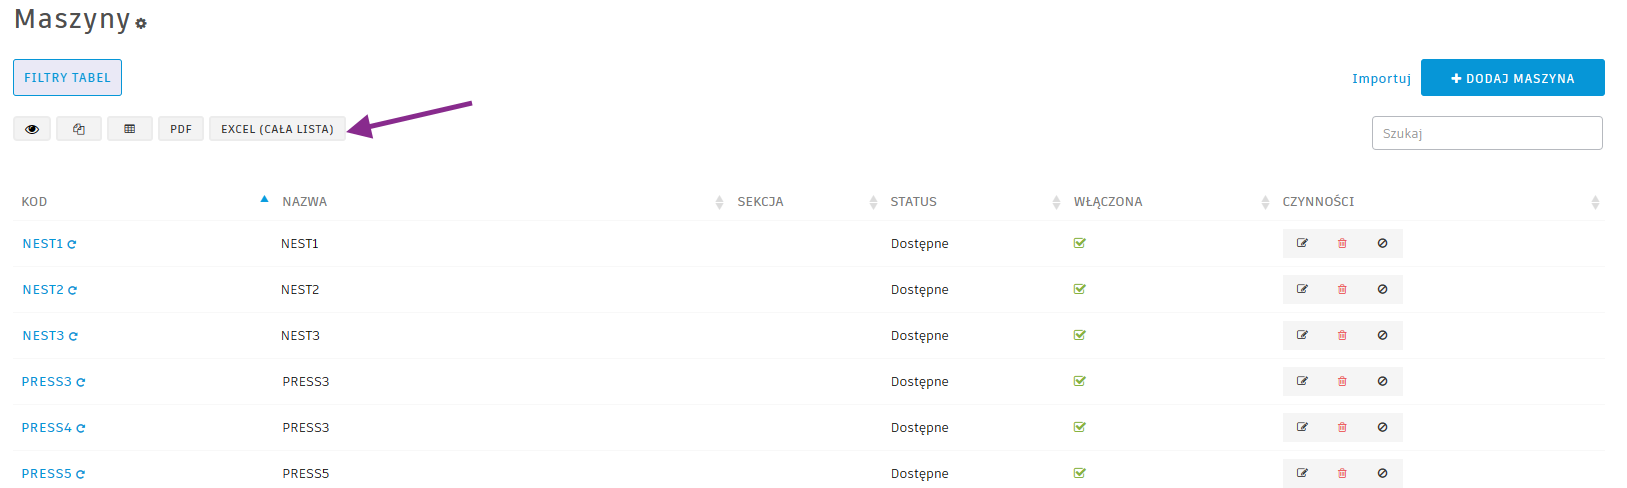 Maszyny
FILTRY TABEL
Importuj
DODAJ MASZYNA
PDF
EXCEL (CAŁA LISTA)
Szukaj
KOD NAZWA SEKCJA STATUS WŁĄCZONA CZYNNOŚCI
NEST1 NEST1 Dostępne
NEST2 NEST2 Dostępne
NEST3 NEST3 Dostępne
PRESS3 PRESS3 Dostępne
PRESS4 PRESS3 Dostępne
PRESS5 PRESS5 Dostępne